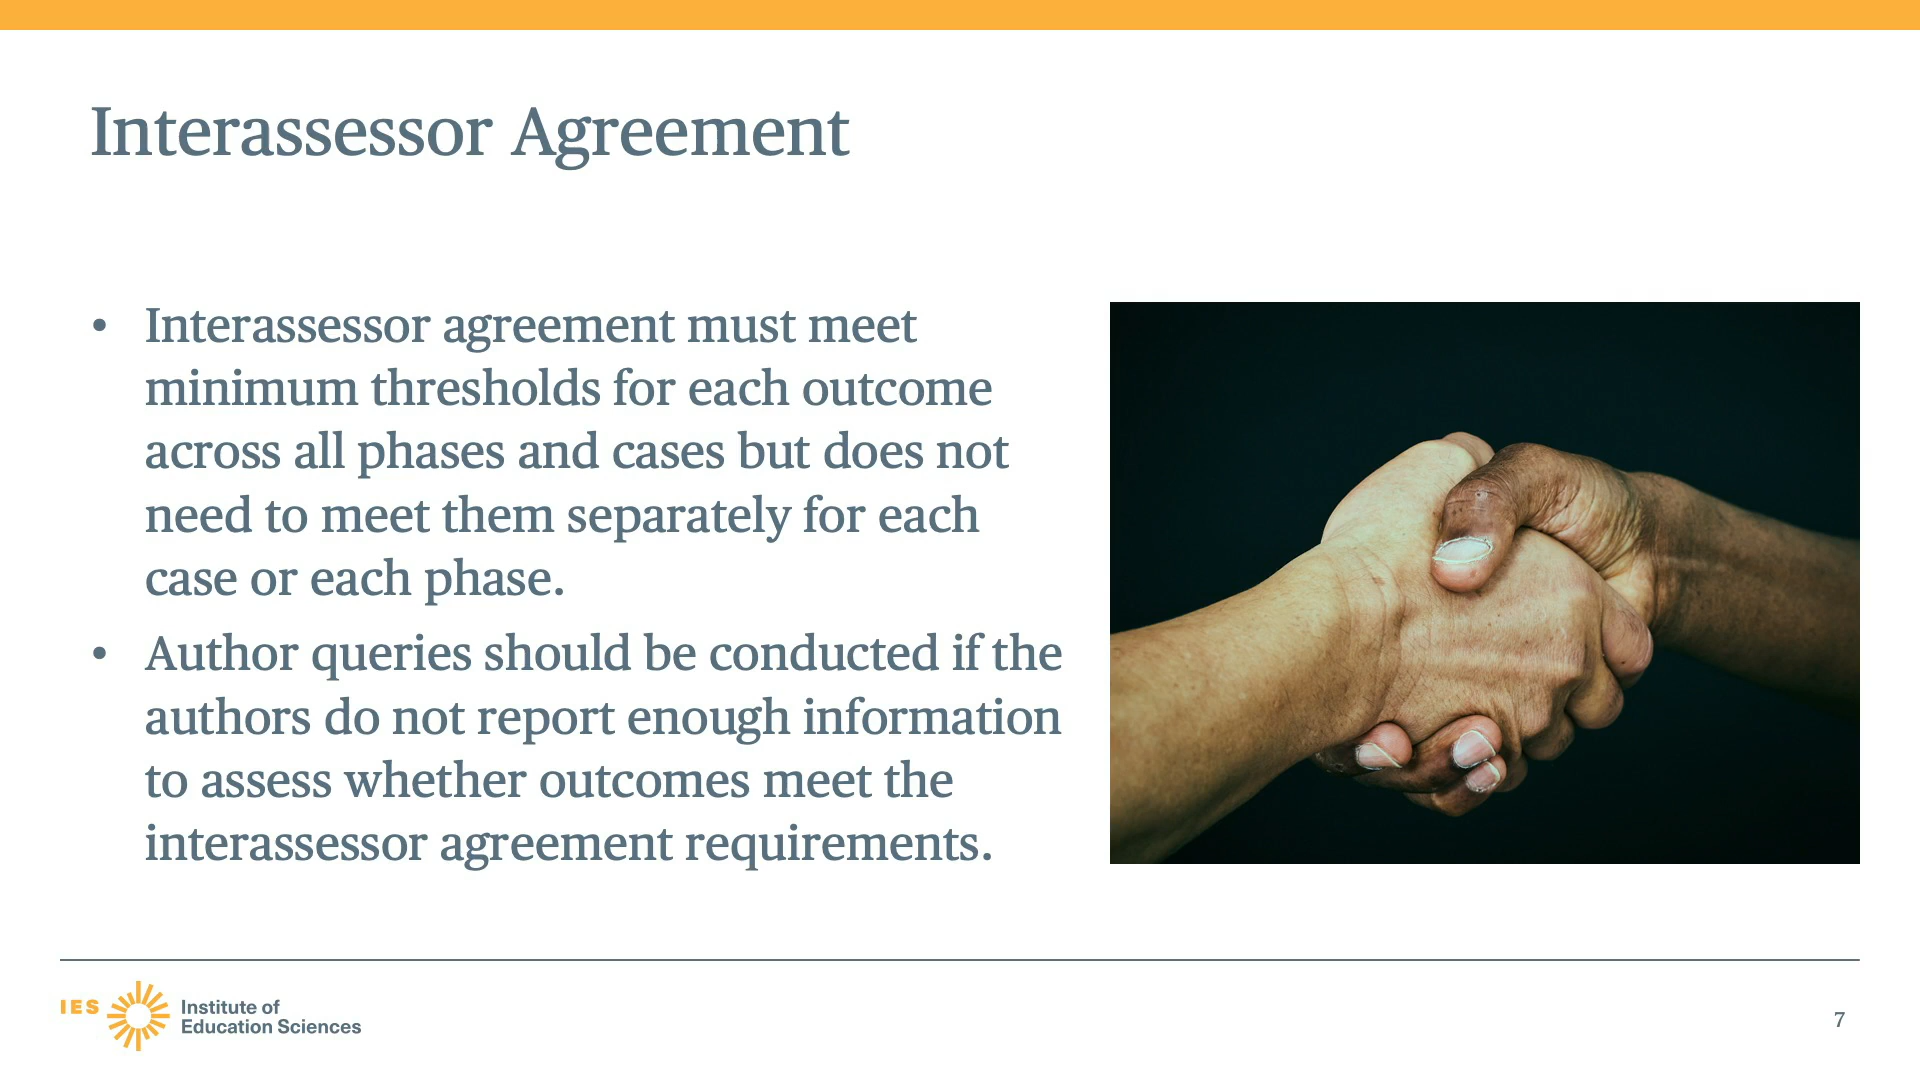 Interassessor Agreement
• Interassessor agreement must meet
minimum thresholds for each outcome
across all phases and cases but does not
need to meet them separately for each
case or each phase.
• Author queries should be conducted if the
authors do not report enough information
to assess whether outcomes meet the
interassessor agreement requirements.
IES
Institute of
Education Sciences
7